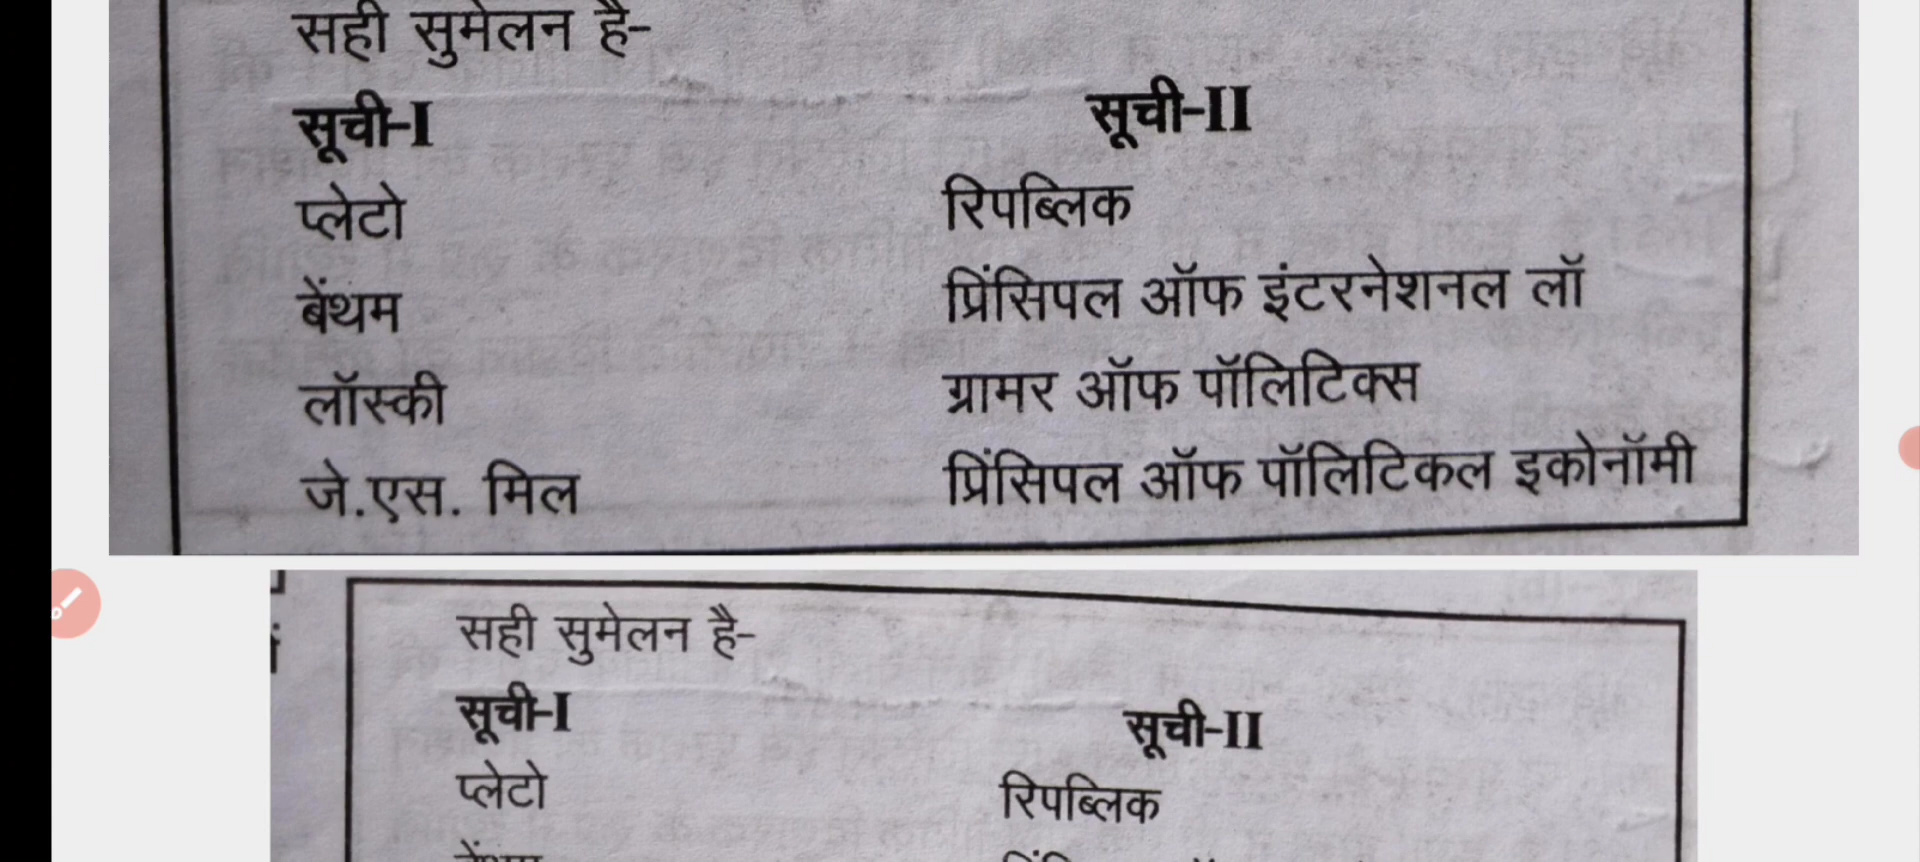 सही सुमेलन है-
सूची-I सूची-II
प्लेटो रिपब्लिक
बेंथम प्रिंसिपल ऑफ इंटरनेशनल लॉ
लॉस्की ग्रामर ऑफ पॉलिटिक्स
जे.एस. मिल प्रिंसिपल ऑफ पॉलिटिकल इकोनॉमी
सही सुमेलन है-
सूची-I सूची-II
प्लेटो रिपब्लिक